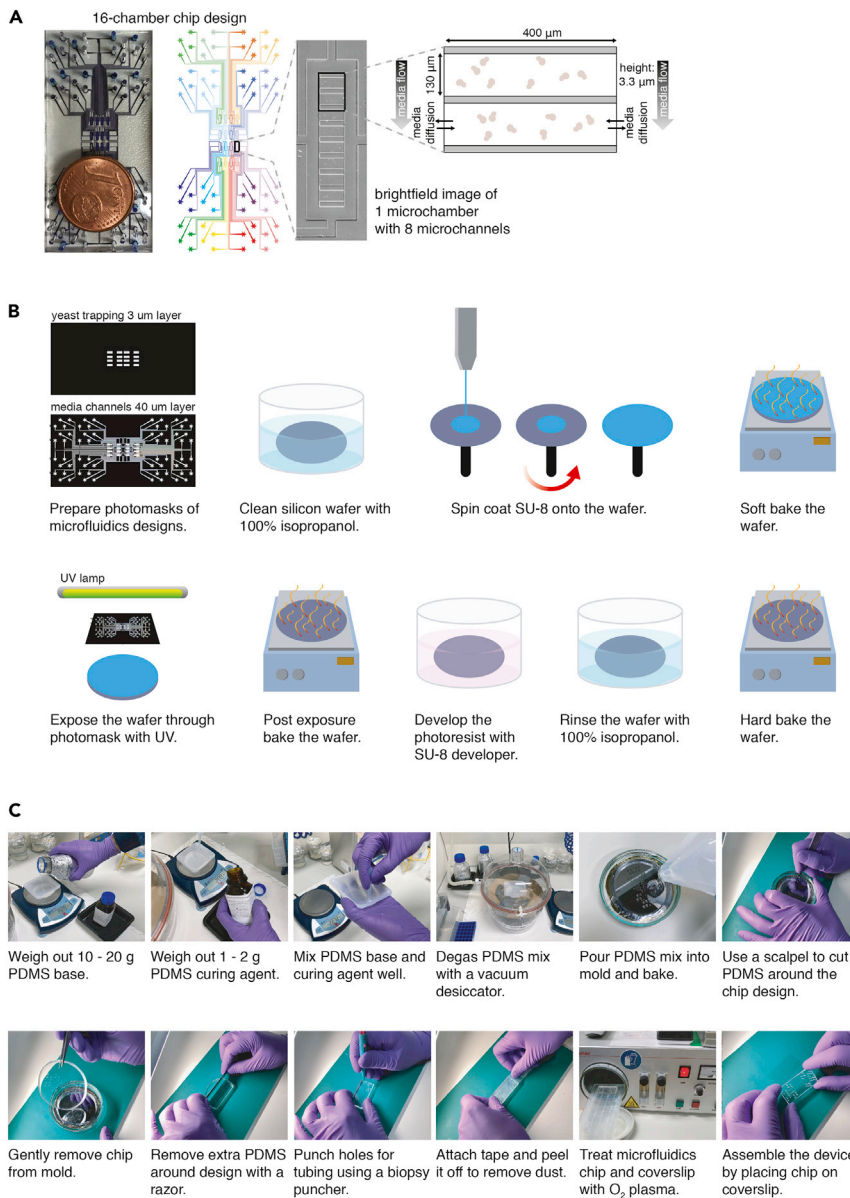 A
16-chamber chip design
400 µm
130 µm
height:
3.3 µm
media flow
media flow
media
diffusion
media
diffusion
brightfield image of
1 microchamber
with 8 microchannels
B
yeast trapping 3 um layer
media channels 40 um layer
Prepare photomasks of
microfluidics designs.
Clean silicon wafer with
100% isopropanol.
Spin coat SU-8 onto the wafer.
Soft bake the
wafer.
UV lamp
Expose the wafer through
photomask with UV.
Post exposure
bake the wafer.
Develop the
photoresist with
SU-8 developer.
Rinse the wafer with
100% isopropanol.
Hard bake the
wafer.
C
Weigh out 10 - 20 g
PDMS base.
Weigh out 1 - 2 g
PDMS curing agent.
Mix PDMS base and
curing agent well.
Degas PDMS mix
with a vacuum
desiccator.
Pour PDMS mix into
mold and bake.
Use a scalpel to cut
PDMS around the
chip design.
Gently remove chip
from mold.
Remove extra PDMS
around design with a
razor.
Punch holes for
tubing using a biopsy
puncher.
Attach tape and peel
it off to remove dust.
Treat microfluidics
chip and coverslip
with O₂ plasma.
Assemble the device
by placing chip on
coverslip.